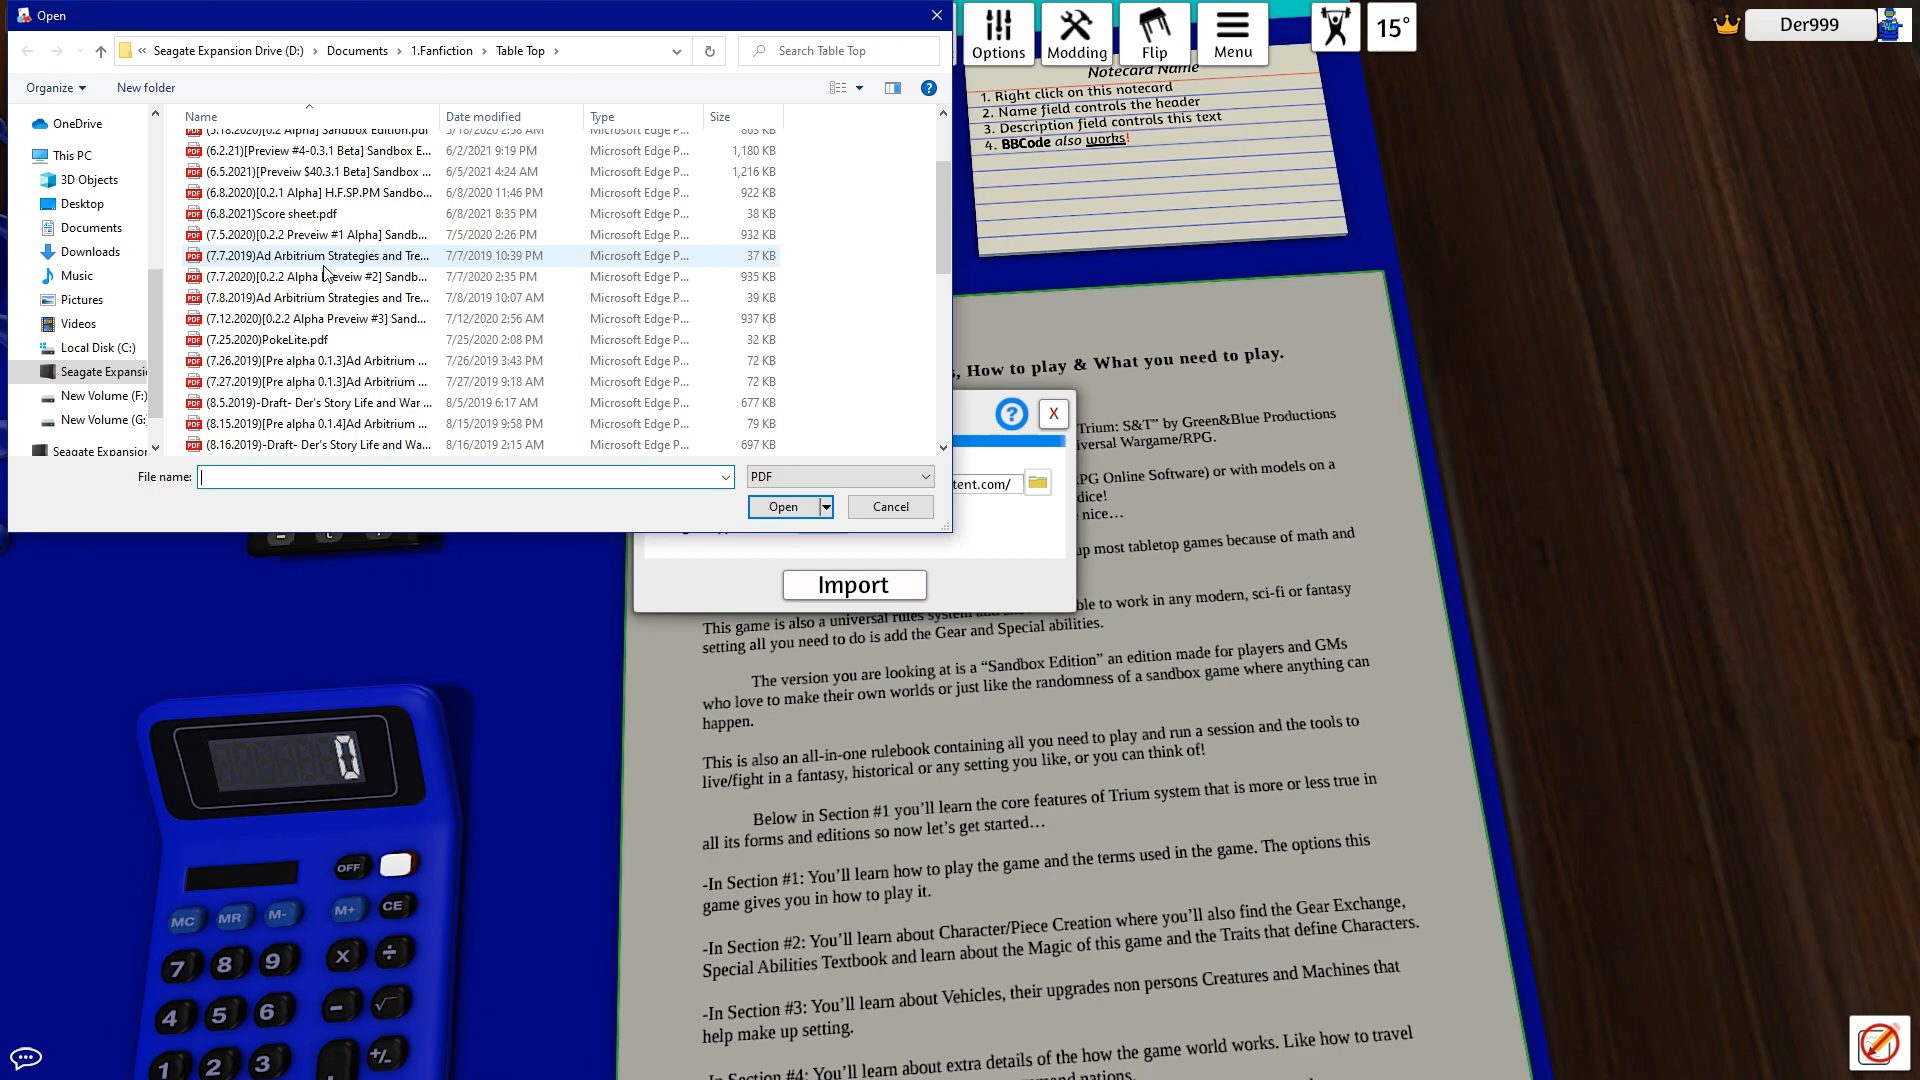 Open
Seagate Expansion Drive (D:) › Documents › 1.Fanfiction › Table Top ›
Search Table Top
Organize
New folder
Name Date modified Type Size
OneDrive
This PC
3D Objects
Desktop
Documents
Downloads
Music
Pictures
Videos
Local Disk (C:)
Seagate Expansi
New Volume (F:)
New Volume (G:
Seagate Expansion
(5.18.2020)[0.2 Alpha] Sandbox Edition.pdf 5/18/2020 2:58 AM Microsoft Edge P... 863 KB
(6.2.21)[Preview #4-0.3.1 Beta] Sandbox E... 6/2/2021 9:19 PM Microsoft Edge P... 1,180 KB
(6.5.2021)[Preveiw $40.3.1 Beta] Sandbox ... 6/5/2021 4:24 AM Microsoft Edge P... 1,216 KB
(6.8.2020)[0.2.1 Alpha] H.F.SP.PM Sandbo... 6/8/2020 11:46 PM Microsoft Edge P... 922 KB
(6.8.2021)Score sheet.pdf 6/8/2021 8:35 PM Microsoft Edge P... 38 KB
(7.5.2020)[0.2.2 Preveiw #1 Alpha] Sandb... 7/5/2020 2:26 PM Microsoft Edge P... 932 KB
(7.7.2019)Ad Arbitrium Strategies and Tre... 7/7/2019 10:39 PM Microsoft Edge P... 37 KB
(7.7.2020)[0.2.2 Alpha Preveiw #2] Sandb... 7/7/2020 2:35 PM Microsoft Edge P... 935 KB
(7.8.2019)Ad Arbitrium Strategies and Tre... 7/8/2019 10:07 AM Microsoft Edge P... 39 KB
(7.12.2020)[0.2.2 Alpha Preveiw #3] Sand... 7/12/2020 2:56 AM Microsoft Edge P... 937 KB
(7.25.2020)PokeLite.pdf 7/25/2020 2:08 PM Microsoft Edge P... 32 KB
(7.26.2019)[Pre alpha 0.1.3]Ad Arbitrium ... 7/26/2019 3:43 PM Microsoft Edge P... 72 KB
(7.27.2019)[Pre alpha 0.1.3]Ad Arbitrium ... 7/27/2019 9:18 AM Microsoft Edge P... 72 KB
(8.5.2019)-Draft- Der's Story Life and War ... 8/5/2019 6:17 AM Microsoft Edge P... 677 KB
(8.15.2019)[Pre alpha 0.1.4]Ad Arbitrium ... 8/15/2019 9:58 PM Microsoft Edge P... 79 KB
(8.16.2019)-Draft- Der's Story Life and Wa... 8/16/2019 2:15 AM Microsoft Edge P... 697 KB
File name:
PDF
Open
Cancel
Options
Modding
Flip
Menu
15°
Der999
Notecard Name
1. Right click on this notecard
2. Name field controls the header
3. Description field controls this text
4. BBCode also works!
?
X
tent.com/
Import
s, How to play & What you need to play.
Trium: S&T” by Green&Blue Productions
versal Wargame/RPG.
PG Online Software) or with models on a
dice!
nice…
up most tabletop games because of math and
This game is also a universal rules system and able to work in any modern, sci-fi or fantasy
setting all you need to do is add the Gear and Special abilities.
The version you are looking at is a “Sandbox Edition” an edition made for players and GMs
who love to make their own worlds or just like the randomness of a sandbox game where anything can
happen.
This is also an all-in-one rulebook containing all you need to play and run a session and the tools to
live/fight in a fantasy, historical or any setting you like, or you can think of!
Below in Section #1 you’ll learn the core features of Trium system that is more or less true in
all its forms and editions so now let’s get started…
-In Section #1: You’ll learn how to play the game and the terms used in the game. The options this
game gives you in how to play it.
-In Section #2: You’ll learn about Character/Piece Creation where you’ll also find the Gear Exchange,
Special Abilities Textbook and learn about the Magic of this game and the Traits that define Characters.
-In Section #3: You’ll learn about Vehicles, their upgrades non persons Creatures and Machines that
help make up setting.
-In Section #4: You’ll learn about extra details of the how the game world works. Like how to travel
0
OFF
MC MR M- M+ CE
7 8 9 X ÷
4 5 6 - √
1 2 3 + +/-